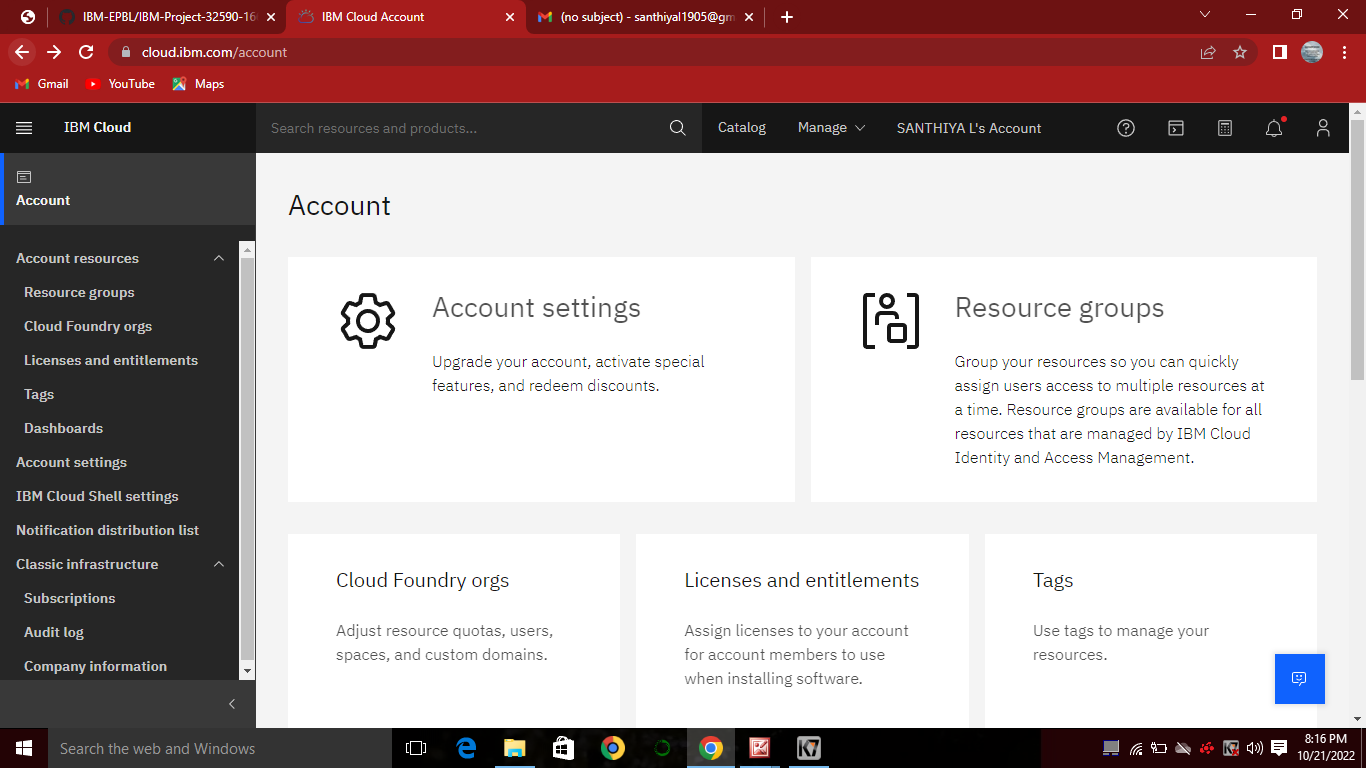 IBM-EPBL/IBM-Project-32590-16
IBM Cloud Account
(no subject) - santhiyal1905@gm
cloud.ibm.com/account
Gmail
YouTube
Maps
IBM Cloud
Search resources and products...
Catalog
Manage
SANTHIYA L's Account
Account
Account resources
Resource groups
Cloud Foundry orgs
Licenses and entitlements
Tags
Dashboards
Account settings
IBM Cloud Shell settings
Notification distribution list
Classic infrastructure
Subscriptions
Audit log
Company information
Account
Account settings
Upgrade your account, activate special
features, and redeem discounts.
Resource groups
Group your resources so you can quickly
assign users access to multiple resources at
a time. Resource groups are available for all
resources that are managed by IBM Cloud
Identity and Access Management.
Cloud Foundry orgs
Adjust resource quotas, users,
spaces, and custom domains.
Licenses and entitlements
Assign licenses to your account
for account members to use
when installing software.
Tags
Use tags to manage your
resources.
Search the web and Windows
8:16 PM
10/21/2022